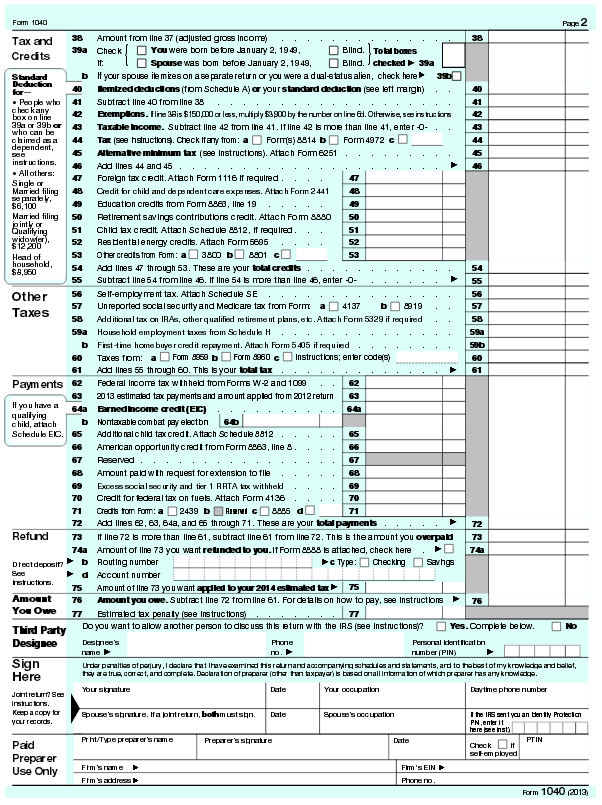 Form 1040 Page 2
Tax and Credits
38 Amount from line 37 (adjusted gross income) 38
39a Check if: You were born before January 2, 1949, Blind. Total boxes
Spouse was born before January 2, 1949, Blind. checked ▶ 39a
b If your spouse itemizes on a separate return or you were a dual-status alien, check here ▶ 39b
Standard Deduction for—
• People who check any box on line 39a or 39b or who can be claimed as a dependent, see instructions.
• All others:
Single or Married filing separately, $6,100
Married filing jointly or Qualifying widow(er), $12,200
Head of household, $8,950
40 Itemized deductions (from Schedule A) or your standard deduction (see left margin) 40
41 Subtract line 40 from line 38 41
42 Exemptions. If line 38 is $150,000 or less, multiply $3,900 by the number on line 6d. Otherwise, see instructions 42
43 Taxable income. Subtract line 42 from line 41. If line 42 is more than line 41, enter -0- 43
44 Tax (see instructions). Check if any from: a Form(s) 8814 b Form 4972 c 44
45 Alternative minimum tax (see instructions). Attach Form 6251 45
46 Add lines 44 and 45 ▶ 46
47 Foreign tax credit. Attach Form 1116 if required 47
48 Credit for child and dependent care expenses. Attach Form 2441 48
49 Education credits from Form 8863, line 19 49
50 Retirement savings contributions credit. Attach Form 8880 50
51 Child tax credit. Attach Schedule 8812, if required 51
52 Residential energy credits. Attach Form 5695 52
53 Other credits from Form: a 3800 b 8801 c 53
54 Add lines 47 through 53. These are your total credits 54
55 Subtract line 54 from line 46. If line 54 is more than line 46, enter -0- ▶ 55
Other Taxes
56 Self-employment tax. Attach Schedule SE 56
57 Unreported social security and Medicare tax from Form: a 4137 b 8919 57
58 Additional tax on IRAs, other qualified retirement plans, etc. Attach Form 5329 if required 58
59a Household employment taxes from Schedule H 59a
b First-time homebuyer credit repayment. Attach Form 5405 if required 59b
60 Taxes from: a Form 8959 b Form 8960 c Instructions; enter code(s) 60
61 Add lines 55 through 60. This is your total tax ▶ 61
Payments
62 Federal income tax withheld from Forms W-2 and 1099 62
63 2013 estimated tax payments and amount applied from 2012 return 63
If you have a qualifying child, attach Schedule EIC.
64a Earned income credit (EIC) 64a
b Nontaxable combat pay election 64b
65 Additional child tax credit. Attach Schedule 8812 65
66 American opportunity credit from Form 8863, line 8 66
67 Reserved 67
68 Amount paid with request for extension to file 68
69 Excess social security and tier 1 RRTA tax withheld 69
70 Credit for federal tax on fuels. Attach Form 4136 70
71 Credits from Form: a 2439 b c 8885 d 71
72 Add lines 62, 63, 64a, and 65 through 71. These are your total payments ▶ 72
Refund
73 If line 72 is more than line 61, subtract line 61 from line 72. This is the amount you overpaid 73
74a Amount of line 73 you want refunded to you. If Form 8888 is attached, check here ▶ 74a
Direct deposit? See instructions.
▶ b Routing number ▶ c Type: Checking Savings
▶ d Account number
75 Amount of line 73 you want applied to your 2014 estimated tax ▶ 75
Amount You Owe
76 Amount you owe. Subtract line 72 from line 61. For details on how to pay, see instructions ▶ 76
77 Estimated tax penalty (see instructions) 77
Third Party Designee
Do you want to allow another person to discuss this return with the IRS (see instructions)? Yes. Complete below. No
Designee's name ▶ Phone no. ▶ Personal identification number (PIN) ▶
Sign Here
Under penalties of perjury, I declare that I have examined this return and accompanying schedules and statements, and to the best of my knowledge and belief,
they are true, correct, and complete. Declaration of preparer (other than taxpayer) is based on all information of which preparer has any knowledge.
Joint return? See instructions. Keep a copy for your records.
Your signature Date Your occupation Daytime phone number
Spouse's signature. If a joint return, both must sign. Date Spouse's occupation If the IRS sent you an Identity Protection PIN, enter it here (see inst.)
Paid Preparer Use Only
Print/Type preparer's name Preparer's signature Date Check if self-employed PTIN
Firm's name ▶ Firm's EIN ▶
Firm's address ▶ Phone no.
Form 1040 (2013)